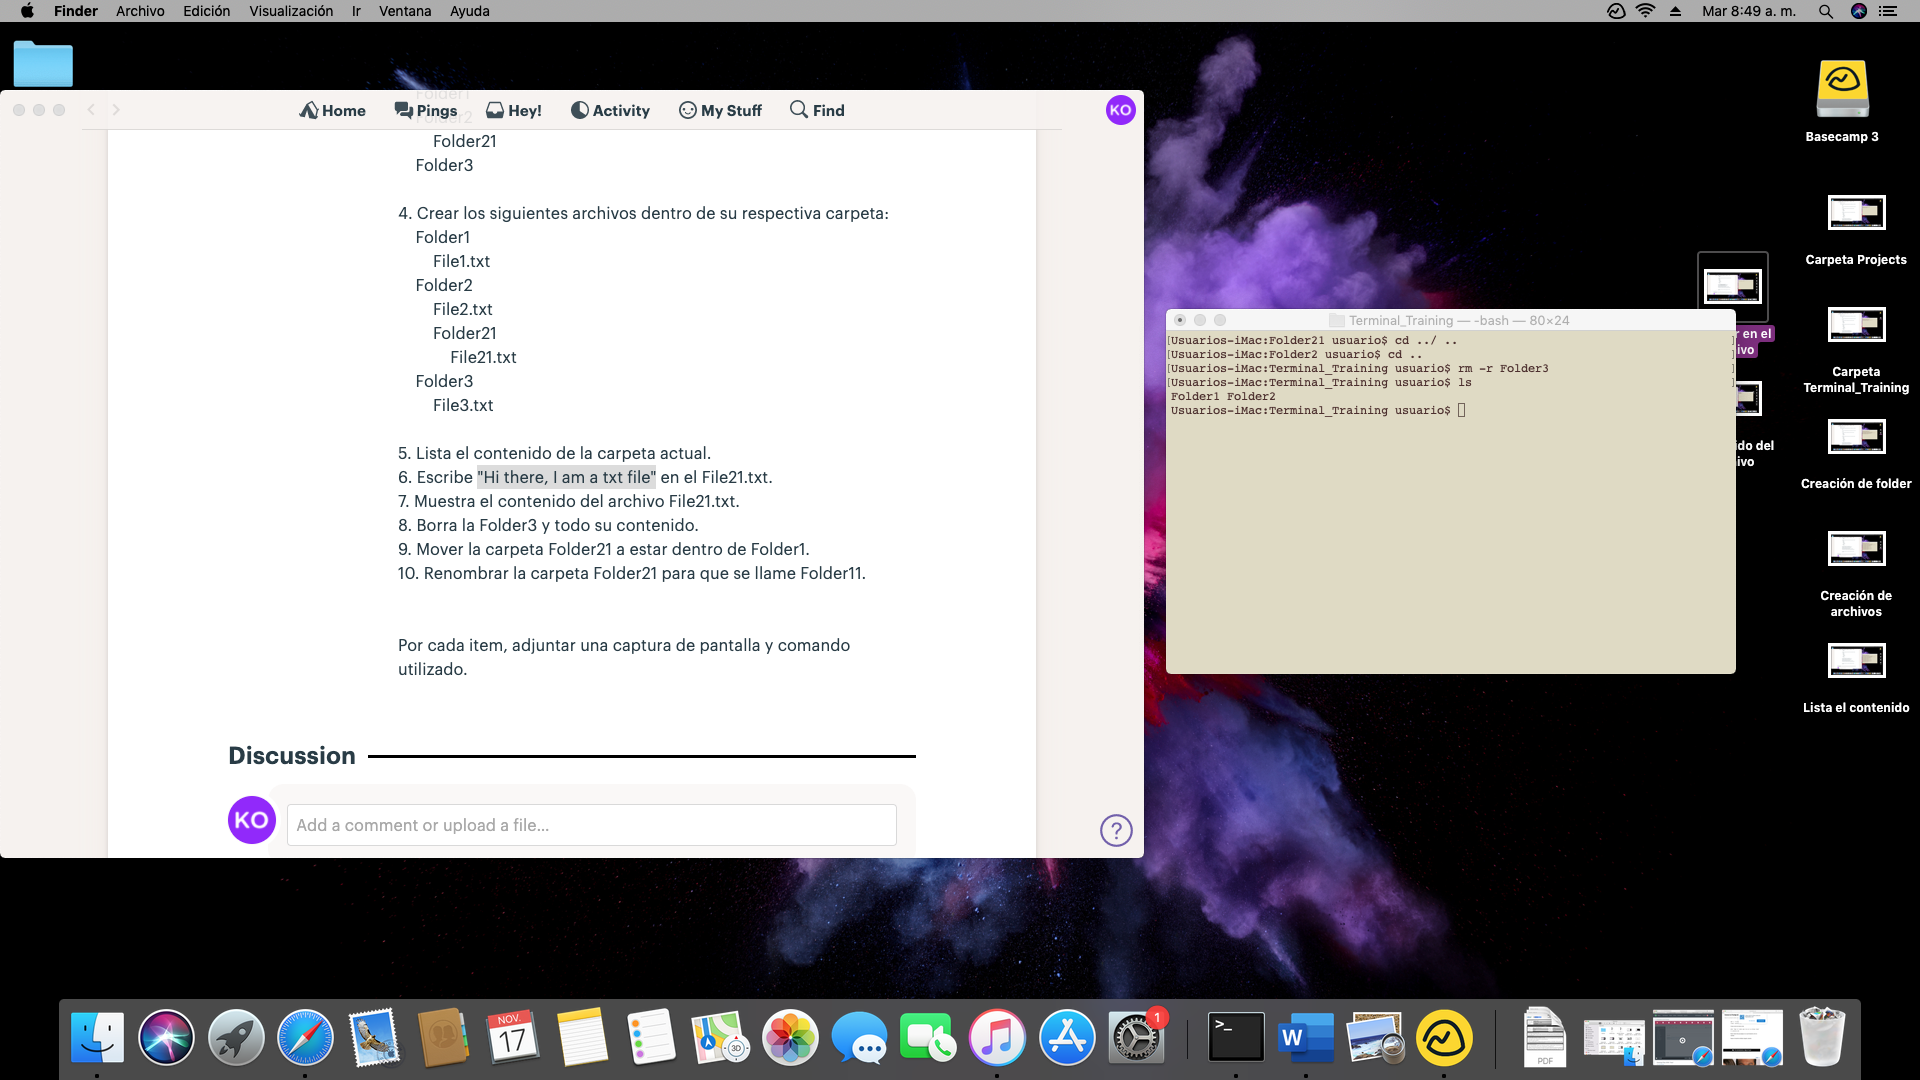 Finder Archivo Edición Visualización Ir Ventana Ayuda Mar 8:49 a. m.
Home Pings Hey! Activity My Stuff Find KO
Folder1
Folder2
Folder21
Folder3
4. Crear los siguientes archivos dentro de su respectiva carpeta:
Folder1
File1.txt
Folder2
File2.txt
Folder21
File21.txt
Folder3
File3.txt
5. Lista el contenido de la carpeta actual.
6. Escribe "Hi there, I am a txt file" en el File21.txt.
7. Muestra el contenido del archivo File21.txt.
8. Borra la Folder3 y todo su contenido.
9. Mover la carpeta Folder21 a estar dentro de Folder1.
10. Renombrar la carpeta Folder21 para que se llame Folder11.
Por cada item, adjuntar una captura de pantalla y comando
utilizado.
Discussion
KO
Add a comment or upload a file...
?
Terminal_Training — -bash — 80×24
[Usuarios-iMac:Folder21 usuario$ cd ../ .. ]
[Usuarios-iMac:Folder2 usuario$ cd .. ]
[Usuarios-iMac:Terminal_Training usuario$ rm -r Folder3 ]
[Usuarios-iMac:Terminal_Training usuario$ ls ]
Folder1 Folder2
Usuarios-iMac:Terminal_Training usuario$
Basecamp 3
Carpeta Projects
r en el
ivo
Carpeta
Terminal_Training
ido del
ivo
Creación de folder
Creación de
archivos
Lista el contenido
NOV.
17
3D
1
>_
W
PDF